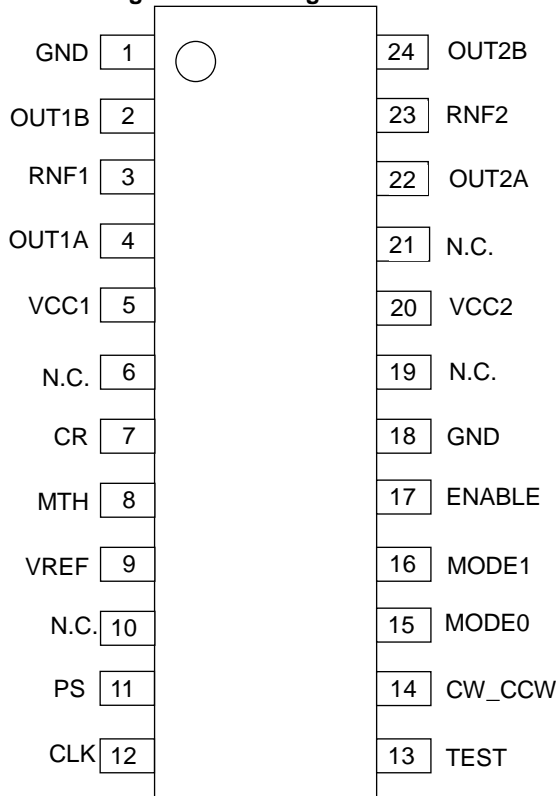 GND 1 24 OUT2B
OUT1B 2 23 RNF2
RNF1 3 22 OUT2A
OUT1A 4 21 N.C.
VCC1 5 20 VCC2
N.C. 6 19 N.C.
CR 7 18 GND
MTH 8 17 ENABLE
VREF 9 16 MODE1
N.C. 10 15 MODE0
PS 11 14 CW_CCW
CLK 12 13 TEST